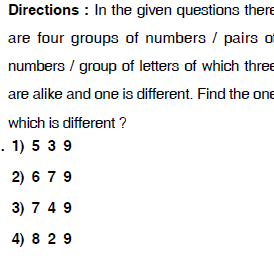 Directions : In the given questions there
are four groups of numbers / pairs of
numbers / group of letters of which three
are alike and one is different. Find the one
which is different ?
. 1) 5 3 9
2) 6 7 9
3) 7 4 9
4) 8 2 9